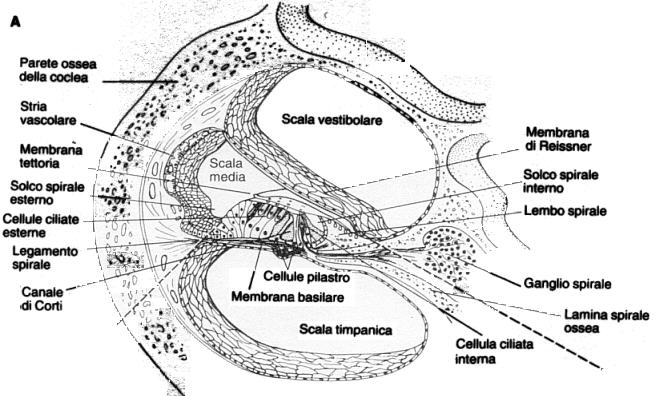 A
Parete ossea
della coclea
Stria
vascolare
Membrana
tettoria
Solco spirale
esterno
Cellule ciliate
esterne
Legamento
spirale
Canale
di Corti
Scala vestibolare
Scala
media
Cellule pilastro
Membrana basilare
Scala timpanica
Membrana
di Reissner
Solco spirale
interno
Lembo spirale
Ganglio spirale
Lamina spirale
ossea
Cellula ciliata
interna